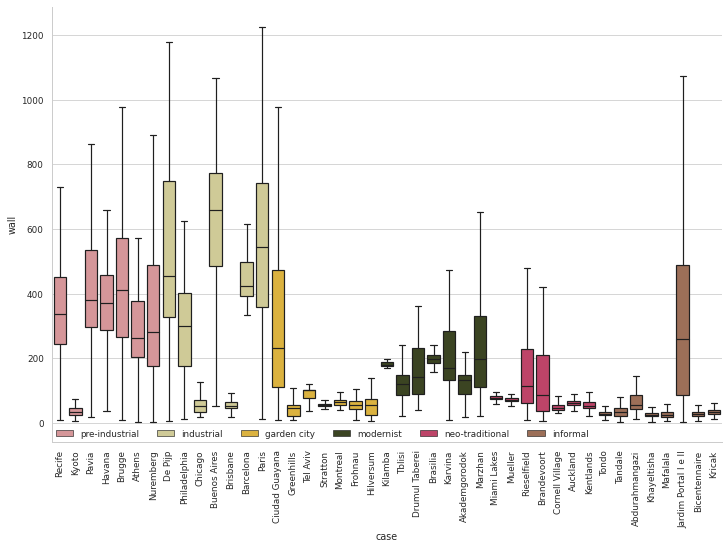 1200
1000
800
600
400
200
0
wall
pre-industrial industrial garden city modernist neo-traditional informal
Recife
Kyoto
Pavia
Havana
Brugge
Athens
Nuremberg
De Pijp
Philadelphia
Chicago
Buenos Aires
Brisbane
Barcelona
Paris
Ciudad Guayana
Greenhills
Tel Aviv
Stratton
Montreal
Frohnau
Hilversum
Kilamba
Tblisi
Drumul Taberei
Brasilia
Karvina
Akademgorodok
Marzhan
Miami Lakes
Mueller
Rieselfield
Brandevoort
Cornell Village
Auckland
Kentlands
Tondo
Tandale
Abdurahmangazi
Khayeltisha
Mafalala
Jardim Portal I e II
Bicentennaire
Kricak
case